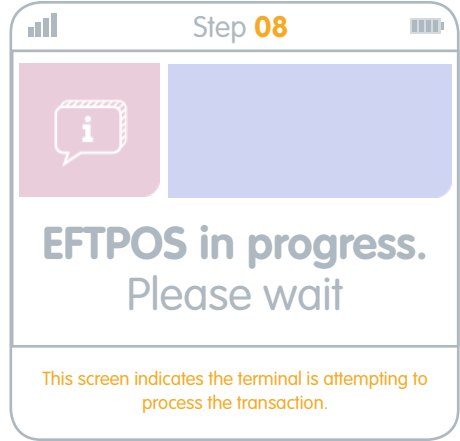 Step 08
i
EFTPOS in progress.
Please wait
This screen indicates the terminal is attempting to
process the transaction.